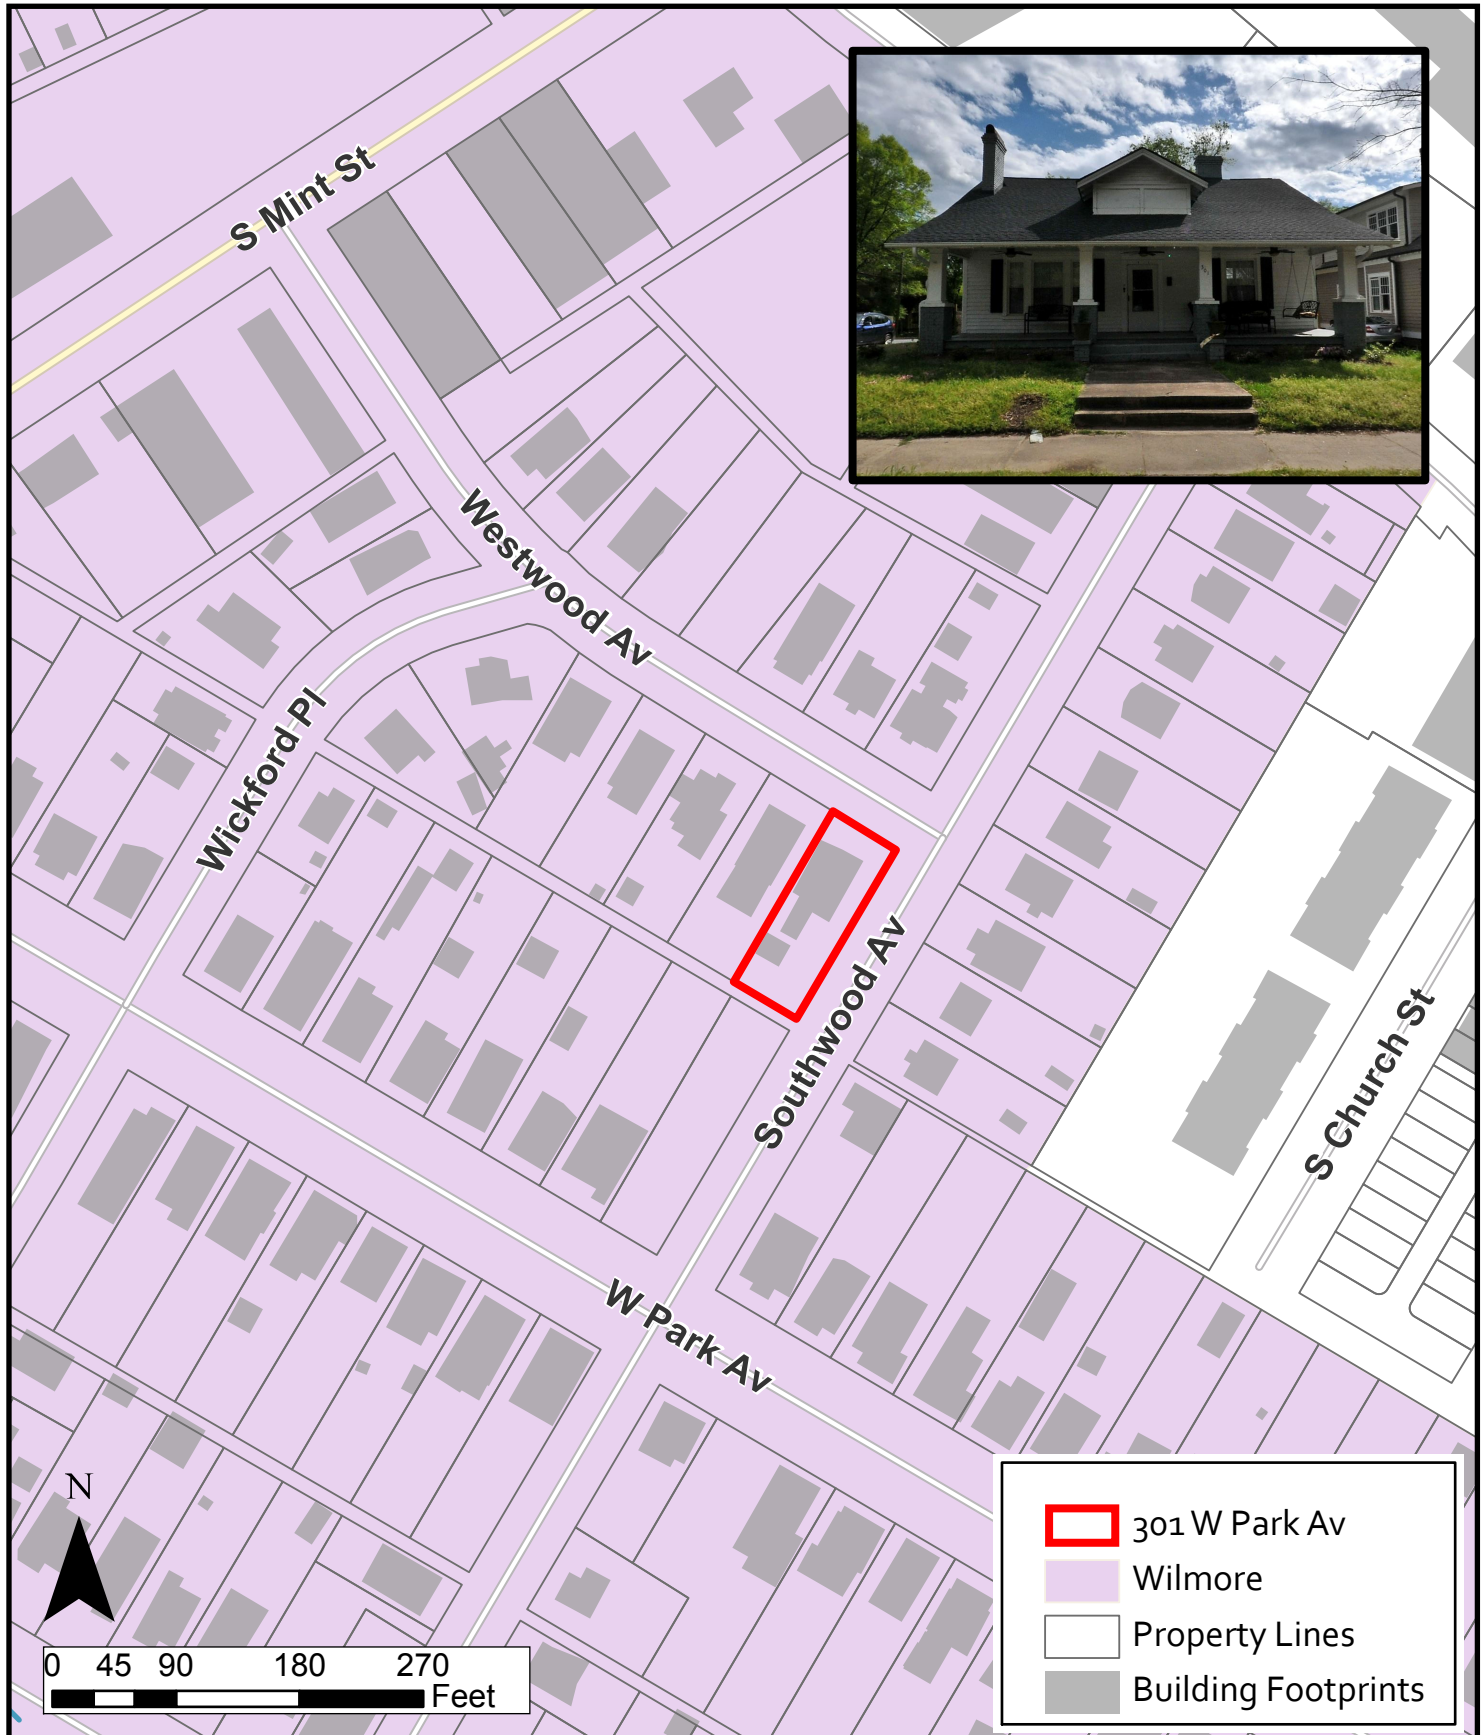 S Mint St
Westwood Av
Wickford Pl
Southwood Av
S Church St
W Park Av
N
0 45 90 180 270
Feet
301 W Park Av
Wilmore
Property Lines
Building Footprints